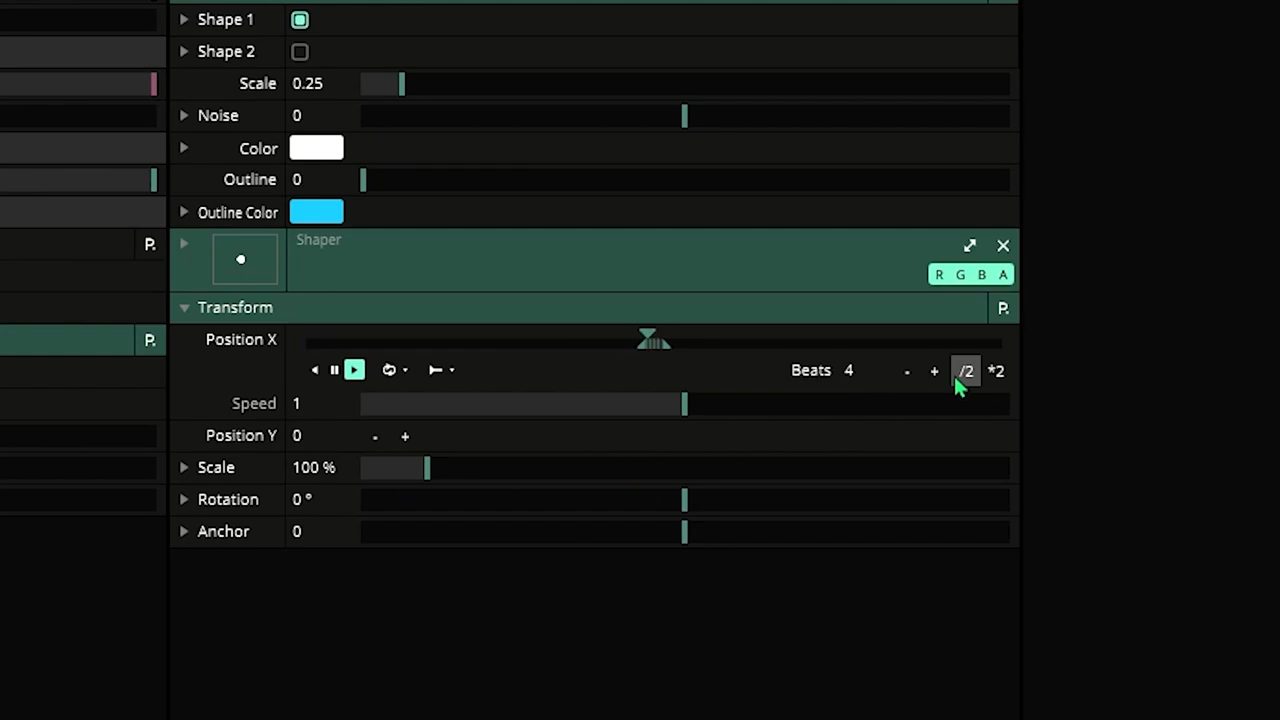 Shape 1
Shape 2
Scale 0.25
Noise 0
Color
Outline 0
Outline Color
P.
Shaper
R G B A
Transform P.
P.
Position X
Beats 4 - + /2 *2
Speed 1
Position Y 0 - +
Scale 100 %
Rotation 0 °
Anchor 0